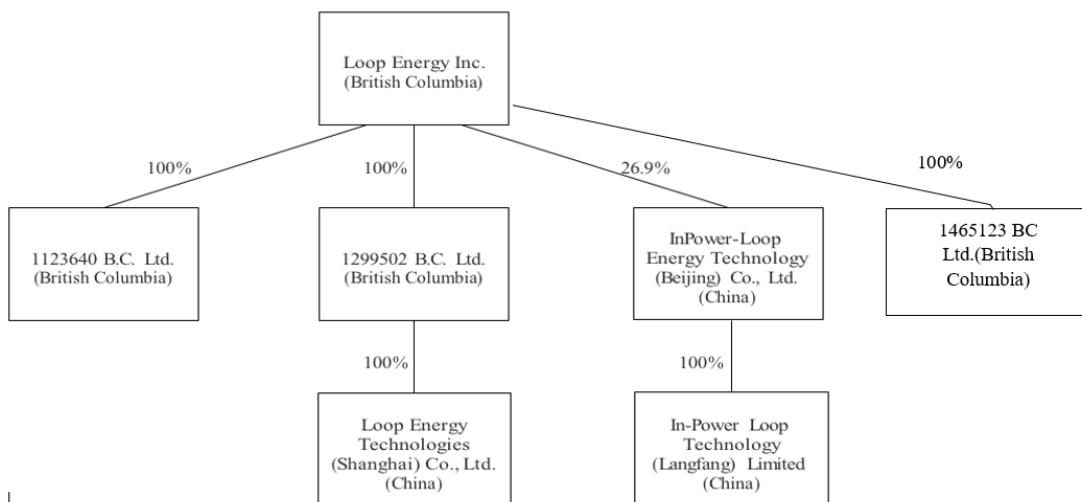 Loop Energy Inc.
(British Columbia)
100%
100%
26.9%
100%
1123640 B.C. Ltd.
(British Columbia)
1299502 B.C. Ltd.
(British Columbia)
InPower-Loop
Energy Technology
(Beijing) Co., Ltd.
(China)
1465123 BC
Ltd.(British
Columbia)
100%
100%
Loop Energy
Technologies
(Shanghai) Co., Ltd.
(China)
In-Power Loop
Technology
(Langfang) Limited
(China)